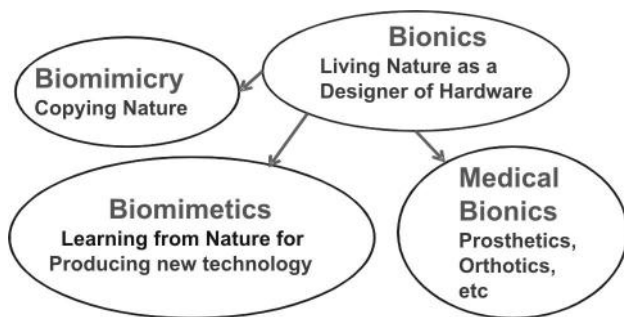 Bionics
Living Nature as a
Designer of Hardware
Biomimicry
Copying Nature
Biomimetics
Learning from Nature for
Producing new technology
Medical
Bionics
Prosthetics,
Orthotics,
etc